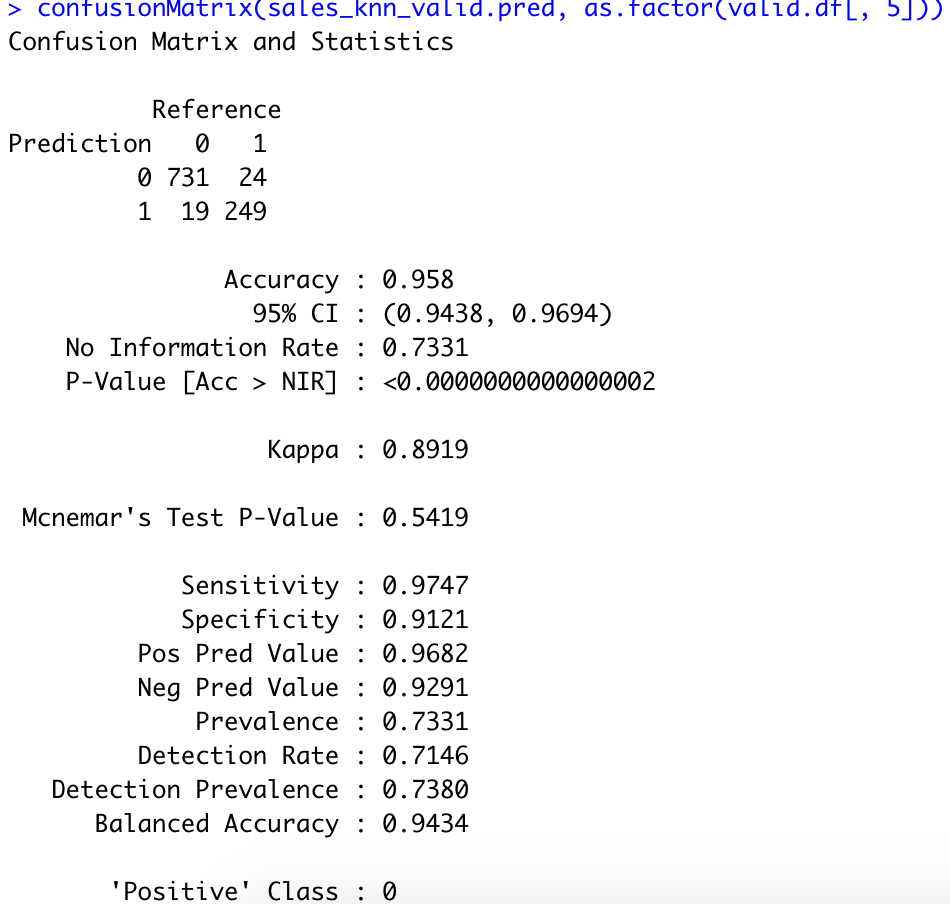 > confusionMatrix(sales_knn_valid.pred, as.factor(valid.df[, 5]))
Confusion Matrix and Statistics
Reference
Prediction 0 1
0 731 24
1 19 249
Accuracy : 0.958
95% CI : (0.9438, 0.9694)
No Information Rate : 0.7331
P-Value [Acc > NIR] : <0.0000000000000002
Kappa : 0.8919
Mcnemar's Test P-Value : 0.5419
Sensitivity : 0.9747
Specificity : 0.9121
Pos Pred Value : 0.9682
Neg Pred Value : 0.9291
Prevalence : 0.7331
Detection Rate : 0.7146
Detection Prevalence : 0.7380
Balanced Accuracy : 0.9434
'Positive' Class : 0